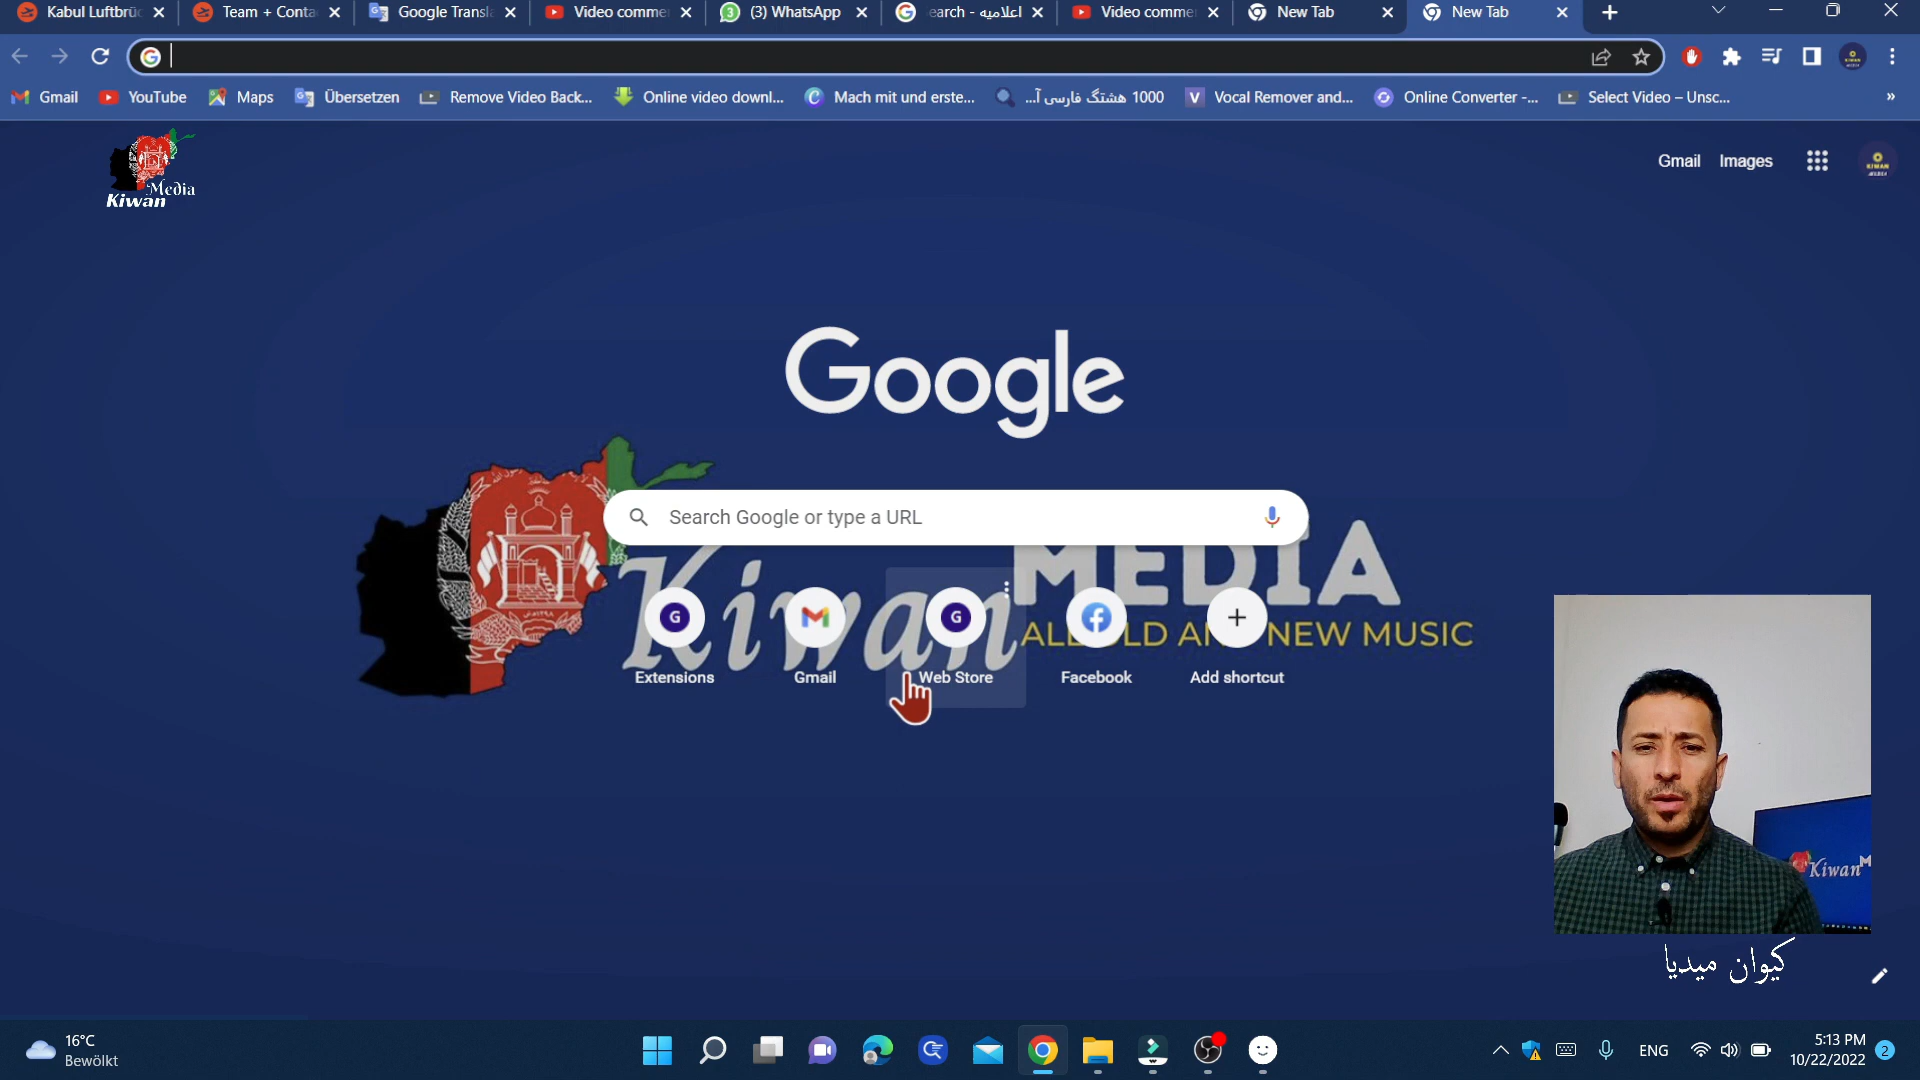 Kabul Luftbrüc
Team + Conta
Google Transl
Video comme
(3) WhatsApp
earch - اعلامیه
Video comme
New Tab
New Tab
Gmail
YouTube
Maps
Übersetzen
Remove Video Back...
Online video downl...
Mach mit und erste...
1000 هشتگ فارسی آ...
Vocal Remover and...
Online Converter -...
Select Video – Unsc...
»
Media
Kiwan
Gmail Images
KIWAN
Google
Search Google or type a URL
Kiwan MEDIA
ALL OLD AND NEW MUSIC
Extensions
Gmail
Web Store
Facebook
Add shortcut
Kiwan M
کیوان میدیا
16°C
Bewölkt
ENG
5:13 PM
10/22/2022
2